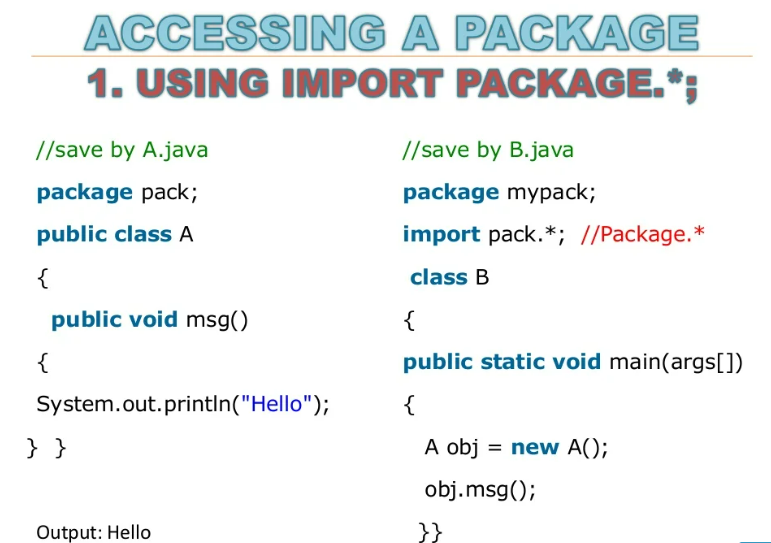 ACCESSING A PACKAGE
1. USING IMPORT PACKAGE.*;
//save by A.java
package pack;
public class A
{
public void msg()
{
System.out.println("Hello");
} }
Output: Hello
//save by B.java
package mypack;
import pack.*; //Package.*
class B
{
public static void main(args[])
{
A obj = new A();
obj.msg();
}}